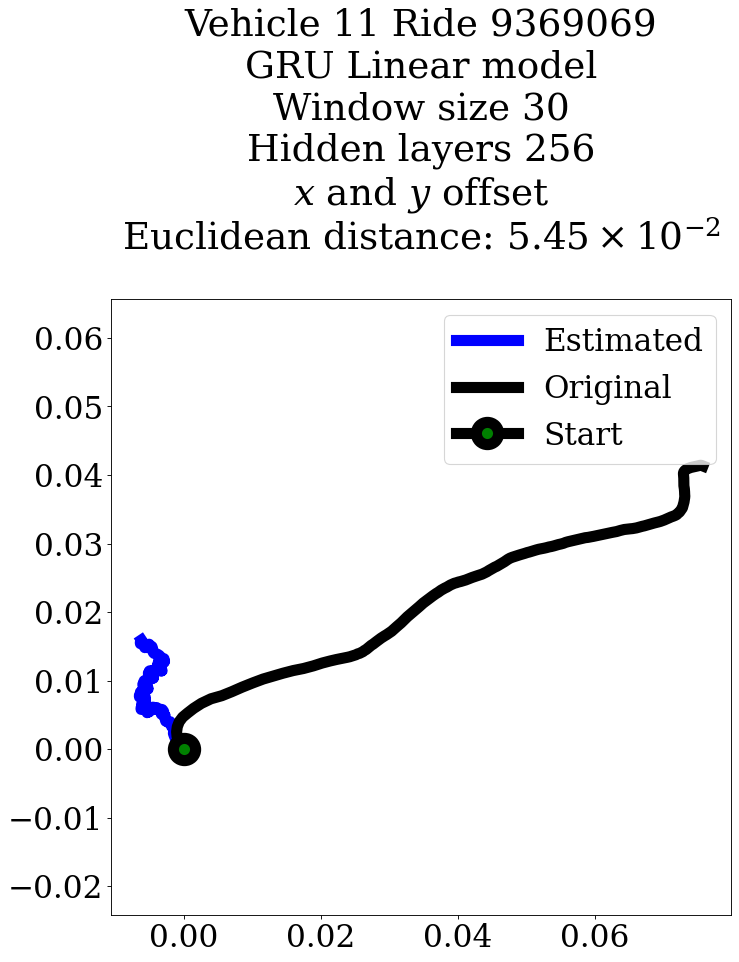 Vehicle 11 Ride 9369069
GRU Linear model
Window size 30
Hidden layers 256
x and y offset
Euclidean distance: 5.45 × 10⁻²
Estimated
Original
Start
0.06
0.05
0.04
0.03
0.02
0.01
0.00
−0.01
−0.02
0.00 0.02 0.04 0.06